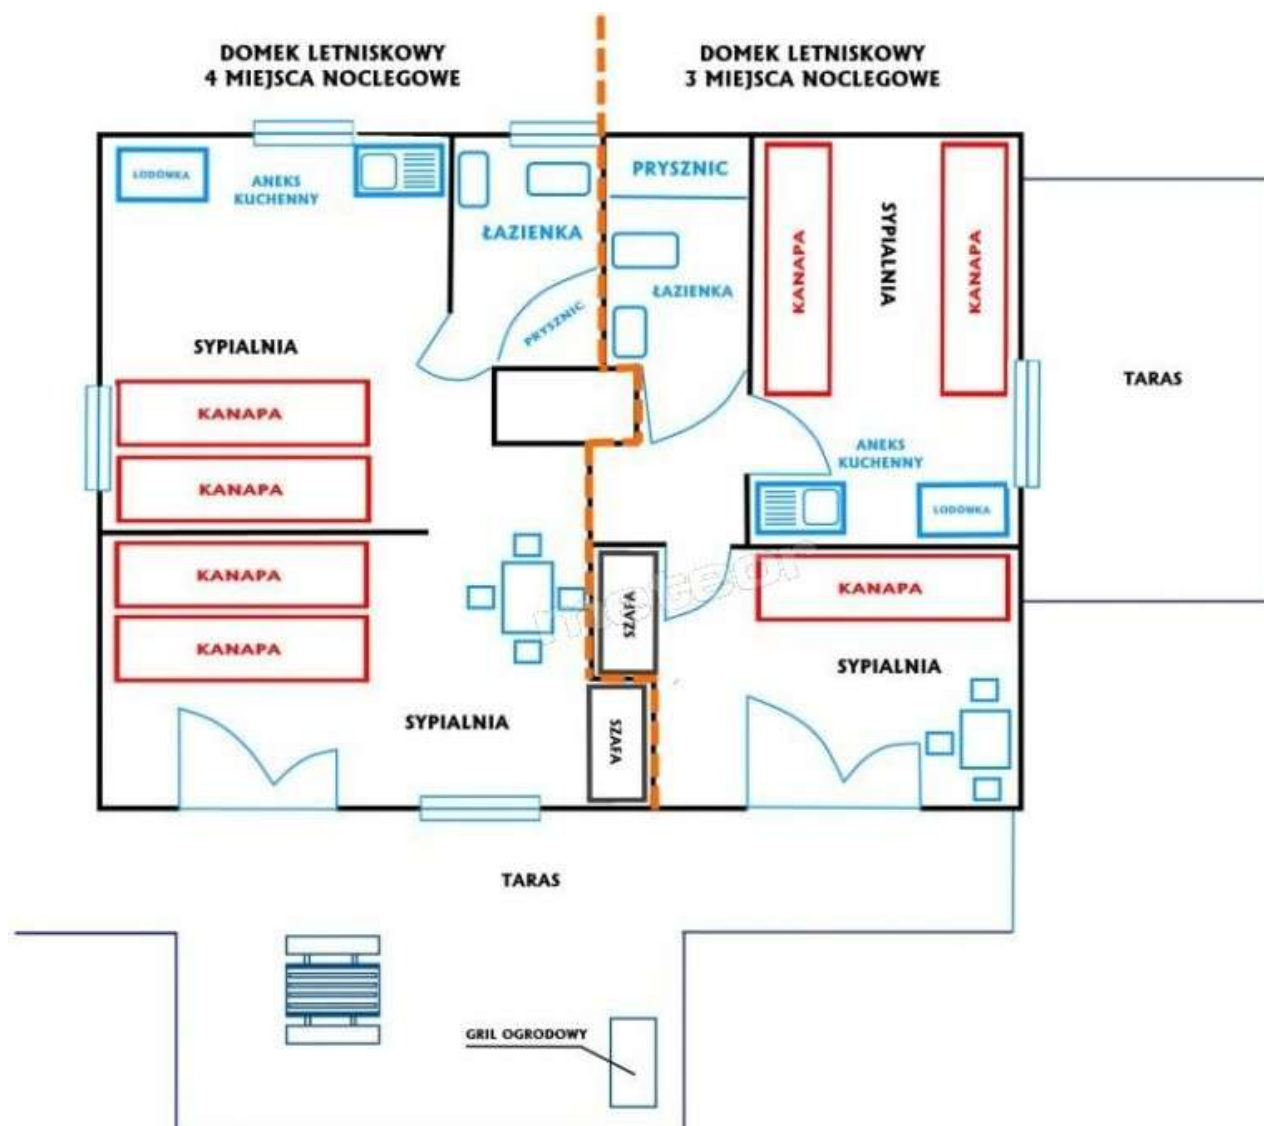 DOMEK LETNISKOWY
4 MIEJSCA NOCLEGOWE
DOMEK LETNISKOWY
3 MIEJSCA NOCLEGOWE
LODÓWKA
ANEKS
KUCHENNY
ŁAZIENKA
PRYSZNIC
SYPIALNIA
KANAPA
KANAPA
KANAPA
KANAPA
SYPIALNIA
PRYSZNIC
ŁAZIENKA
KANAPA
SYPIALNIA
KANAPA
ANEKS
KUCHENNY
LODÓWKA
SZAFA
SZAFA
KANAPA
SYPIALNIA
TARAS
TARAS
GRIL OGRODOWY
meteor